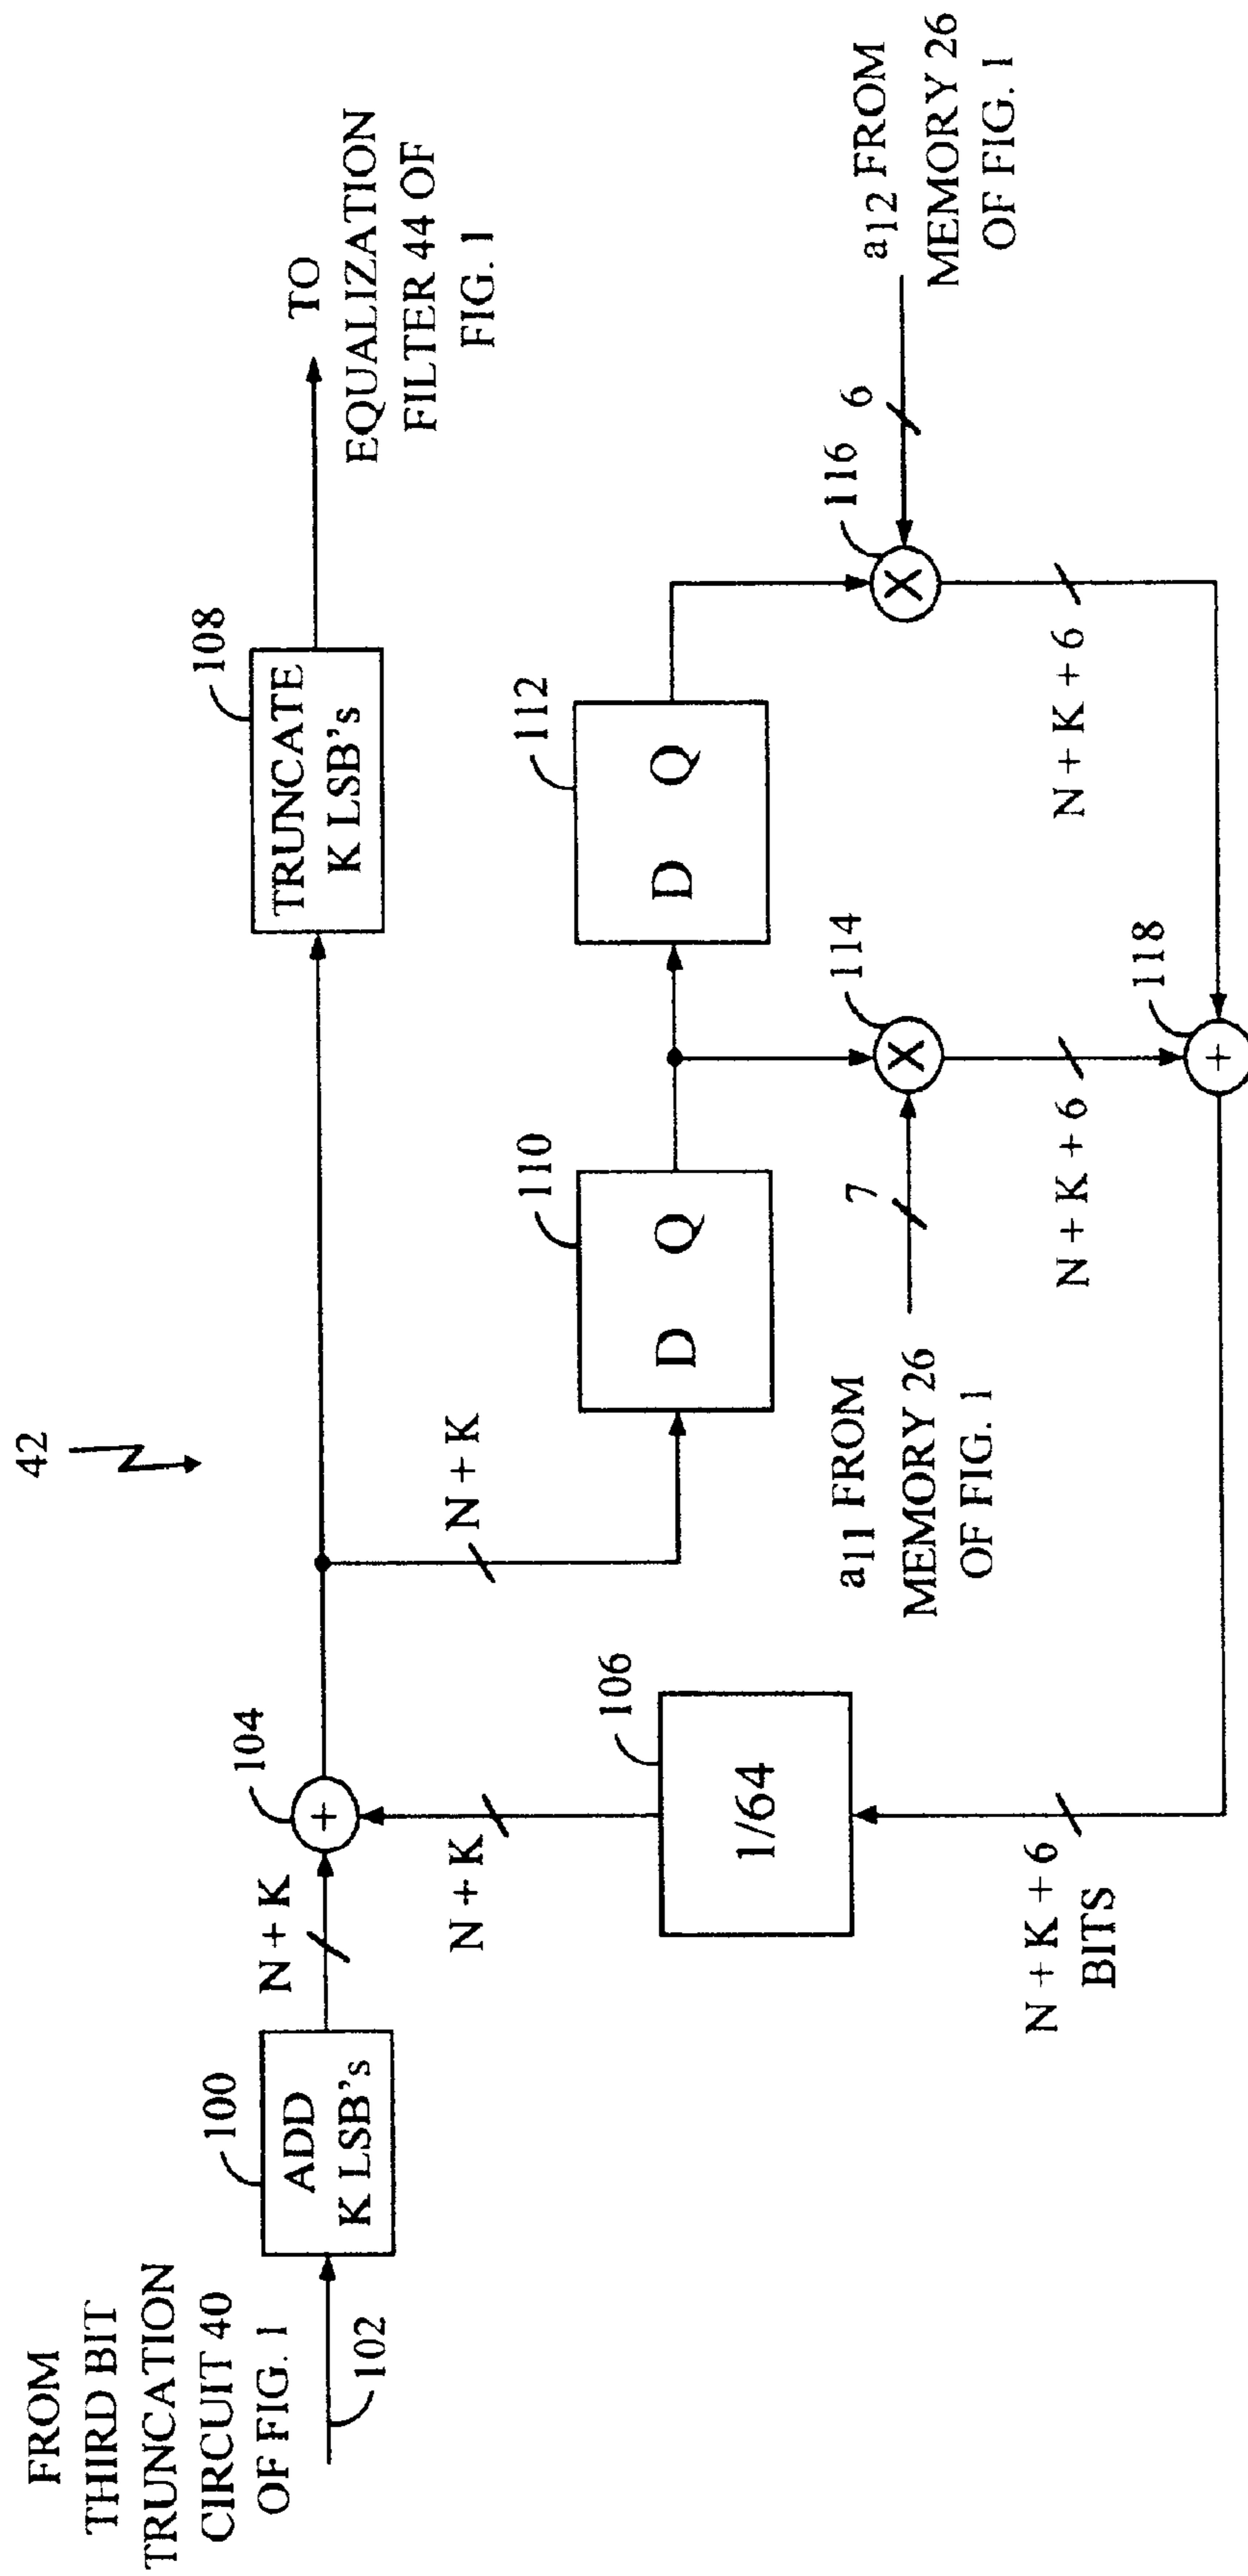 42
FROM
THIRD BIT
TRUNCATION
CIRCUIT 40
OF FIG. 1
102
100
ADD
K LSB's
N + K
104
+
108
TRUNCATE
K LSB's
TO
EQUALIZATION
FILTER 44 OF
FIG. 1
N + K
N + K
106
1/64
110
D Q
112
D Q
a11 FROM
MEMORY 26
OF FIG. 1
7
114
X
116
X
6
a12 FROM
MEMORY 26
OF FIG. 1
N + K + 6
BITS
N + K + 6
N + K + 6
118
+